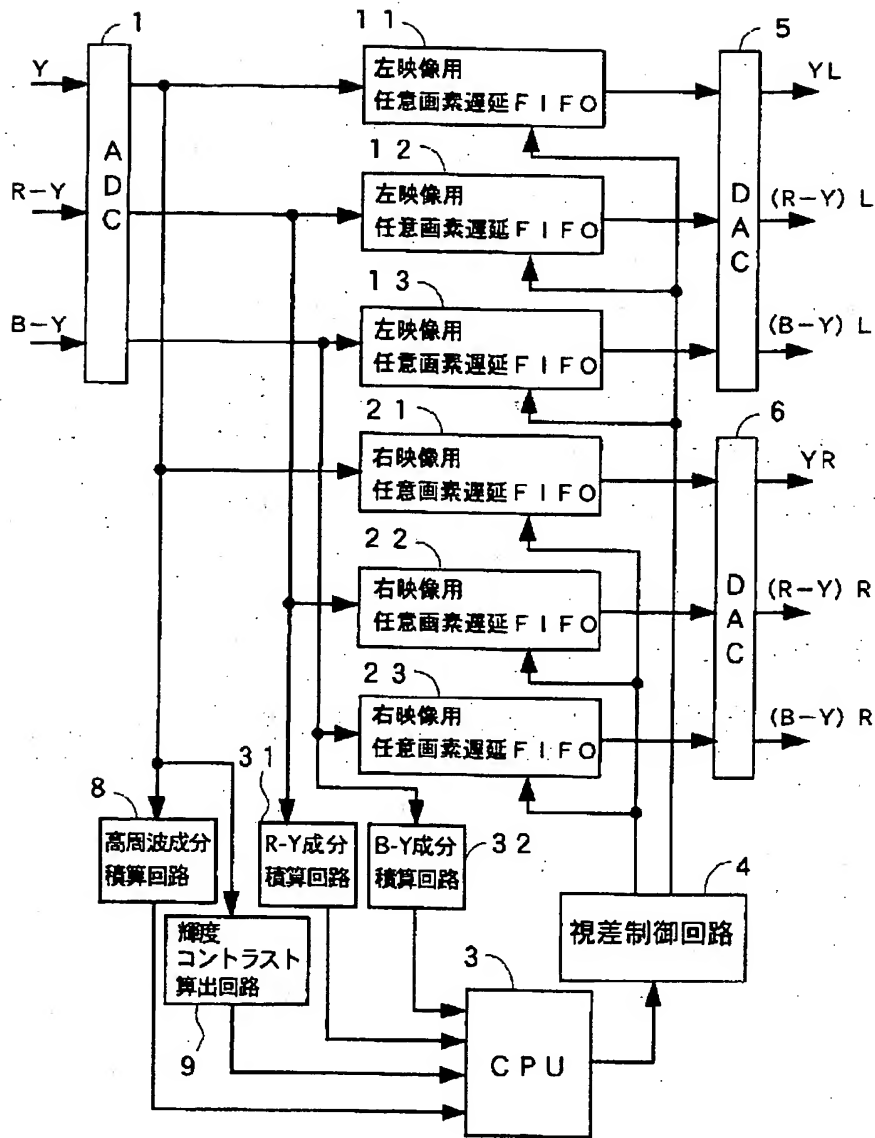 1
Y
R-Y
B-Y
ADC
11
左映像用
任意画素遅延FIFO
12
左映像用
任意画素遅延FIFO
13
左映像用
任意画素遅延FIFO
21
右映像用
任意画素遅延FIFO
22
右映像用
任意画素遅延FIFO
23
右映像用
任意画素遅延FIFO
5
DAC
YL
(R-Y) L
(B-Y) L
6
DAC
YR
(R-Y) R
(B-Y) R
8
高周波成分
積算回路
31
R-Y成分
積算回路
B-Y成分
積算回路
32
輝度
コントラスト
算出回路
9
3
CPU
4
視差制御回路